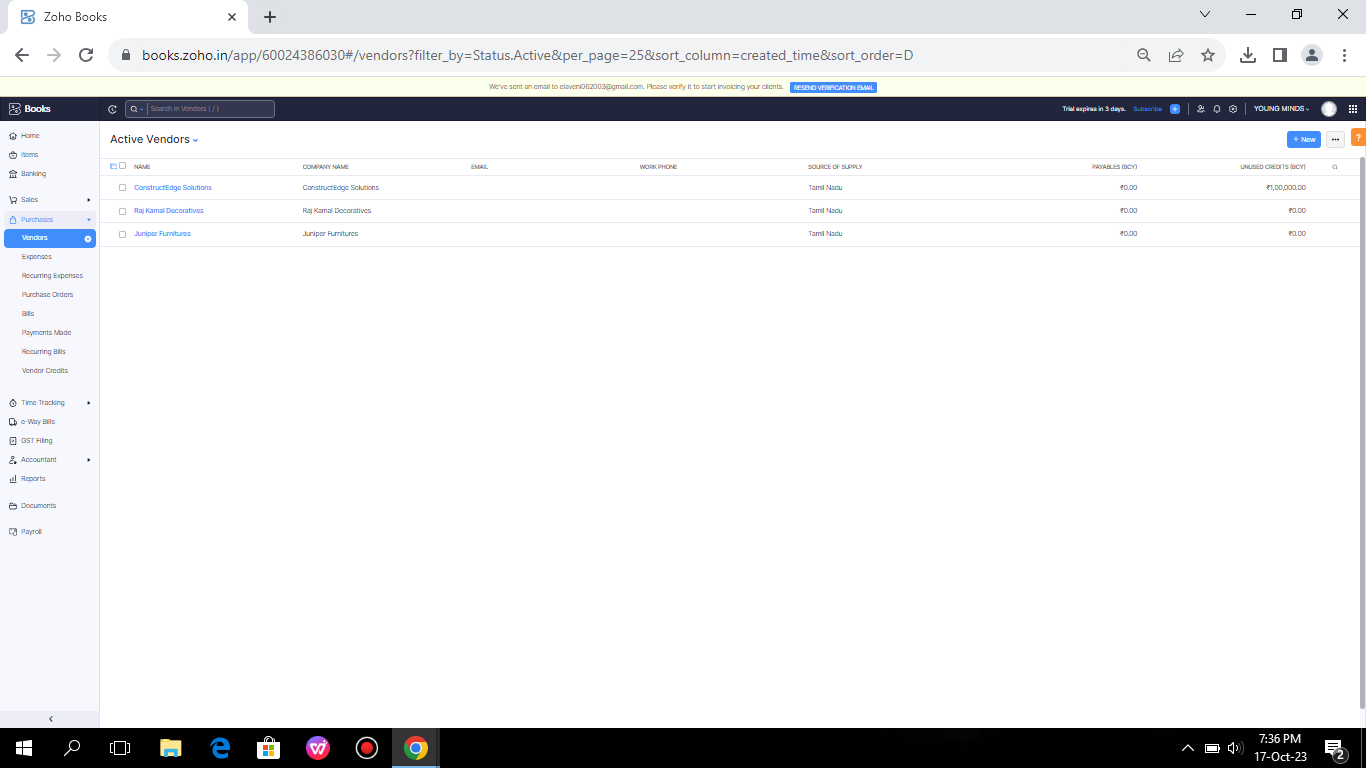 Zoho Books
books.zoho.in/app/60024386030#/vendors?filter_by=Status.Active&per_page=25&sort_column=created_time&sort_order=D
We've sent an email to elaveni062003@gmail.com. Please verify it to start invoicing your clients. RESEND VERIFICATION EMAIL
Books Search in Vendors ( / ) Trial expires in 3 days. Subscribe YOUNG MINDS
Home
Items
Banking
Sales
Purchases
Vendors
Expenses
Recurring Expenses
Purchase Orders
Bills
Payments Made
Recurring Bills
Vendor Credits
Time Tracking
e-Way Bills
GST Filing
Accountant
Reports
Documents
Payroll
Active Vendors + New ••• ?
NAME COMPANY NAME EMAIL WORK PHONE SOURCE OF SUPPLY PAYABLES (BCY) UNUSED CREDITS (BCY)
ConstructEdge Solutions ConstructEdge Solutions Tamil Nadu ₹0.00 ₹1,00,000.00
Raj Kamal Decoratives Raj Kamal Decoratives Tamil Nadu ₹0.00 ₹0.00
Juniper Furnitures Juniper Furnitures Tamil Nadu ₹0.00 ₹0.00
7:36 PM
17-Oct-23
2